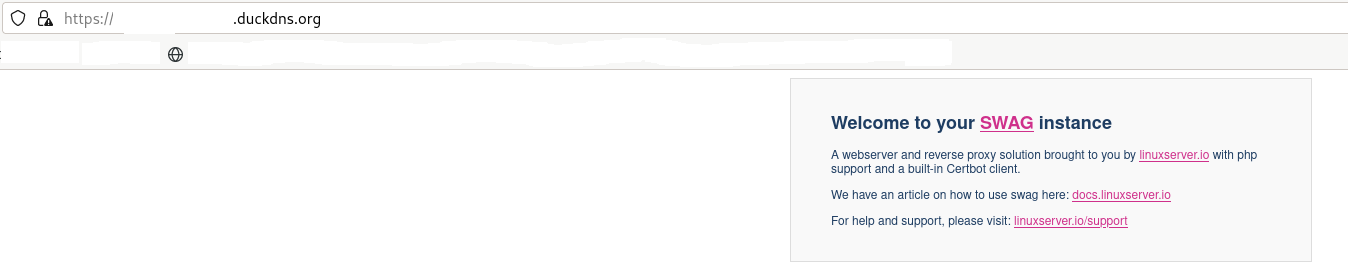 https://
.duckdns.org
Welcome to your SWAG instance
A webserver and reverse proxy solution brought to you by linuxserver.io with php
support and a built-in Certbot client.
We have an article on how to use swag here: docs.linuxserver.io
For help and support, please visit: linuxserver.io/support